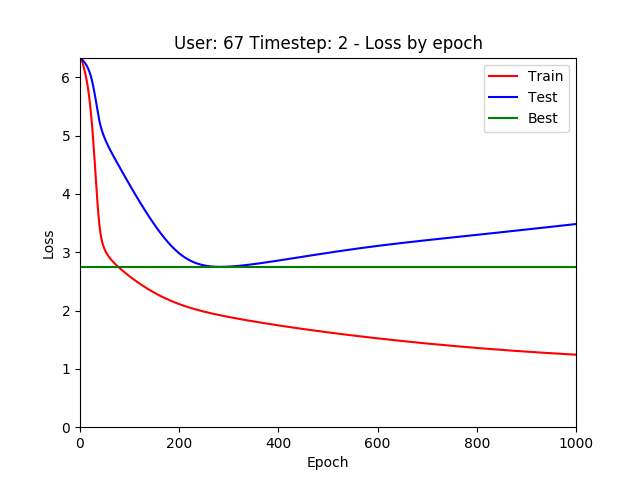 User: 67 Timestep: 2 - Loss by epoch
Train
Test
Best
Loss
6
5
4
3
2
1
0
0 200 400 600 800 1000
Epoch